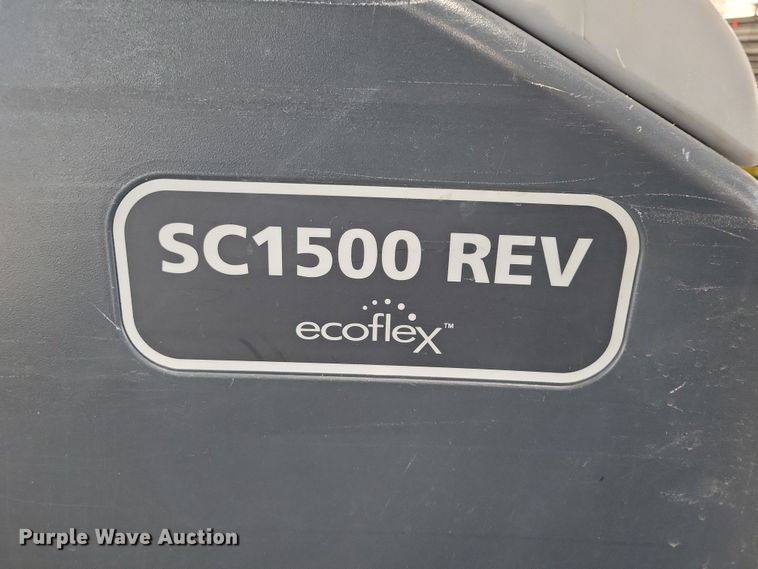 SC1500 REV
ecoflex™
Purple Wave Auction